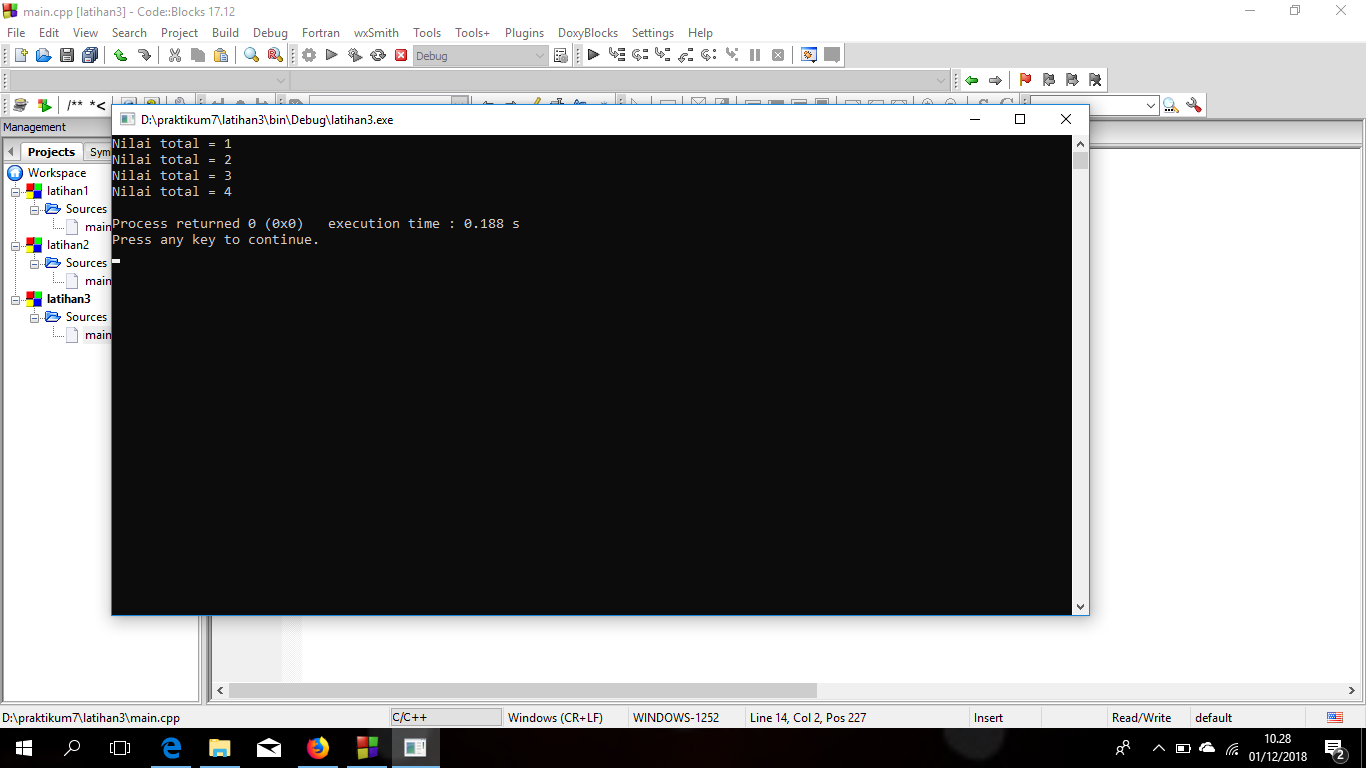 main.cpp [latihan3] - Code::Blocks 17.12
File Edit View Search Project Build Debug Fortran wxSmith Tools Tools+ Plugins DoxyBlocks Settings Help
Debug
/** *<
D:\praktikum7\latihan3\bin\Debug\latihan3.exe
Management
Projects Sym
Workspace
latihan1
Sources
main
latihan2
Sources
main
latihan3
Sources
main
Nilai total = 1
Nilai total = 2
Nilai total = 3
Nilai total = 4
Process returned 0 (0x0) execution time : 0.188 s
Press any key to continue.
D:\praktikum7\latihan3\main.cpp C/C++ Windows (CR+LF) WINDOWS-1252 Line 14, Col 2, Pos 227 Insert Read/Write default
10.28
01/12/2018
2